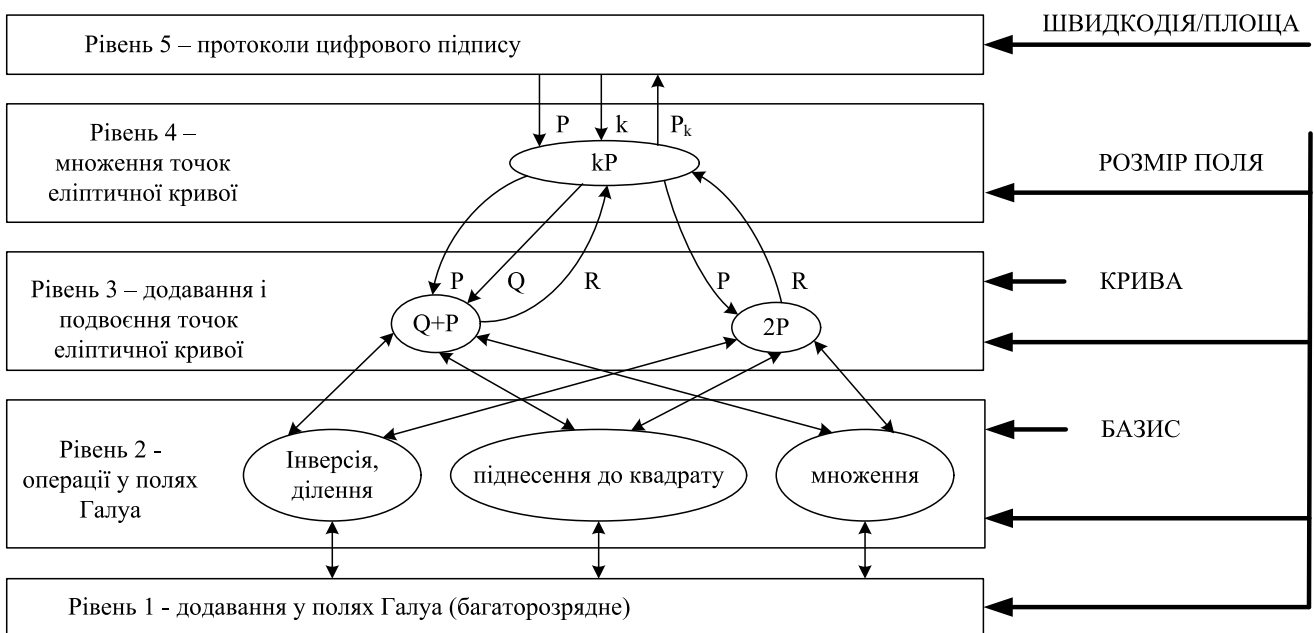 Рівень 5 – протоколи цифрового підпису
ШВИДКОДІЯ/ПЛОЩА
P
k
Pk
Рівень 4 –
множення точок
еліптичної кривої
kP
РОЗМІР ПОЛЯ
Рівень 3 – додавання і
подвоєння точок
еліптичної кривої
P
Q
R
P
R
Q+P
2P
КРИВА
Рівень 2 -
операції у полях
Галуа
Інверсія,
ділення
піднесення до квадрату
множення
БАЗИС
Рівень 1 - додавання у полях Галуа (багаторозрядне)